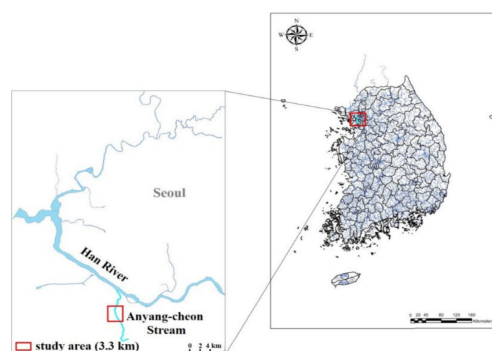 N
W E
S
Seoul
Han River
Anyang-cheon
Stream
study area (3.3 km)
0 2 4 km